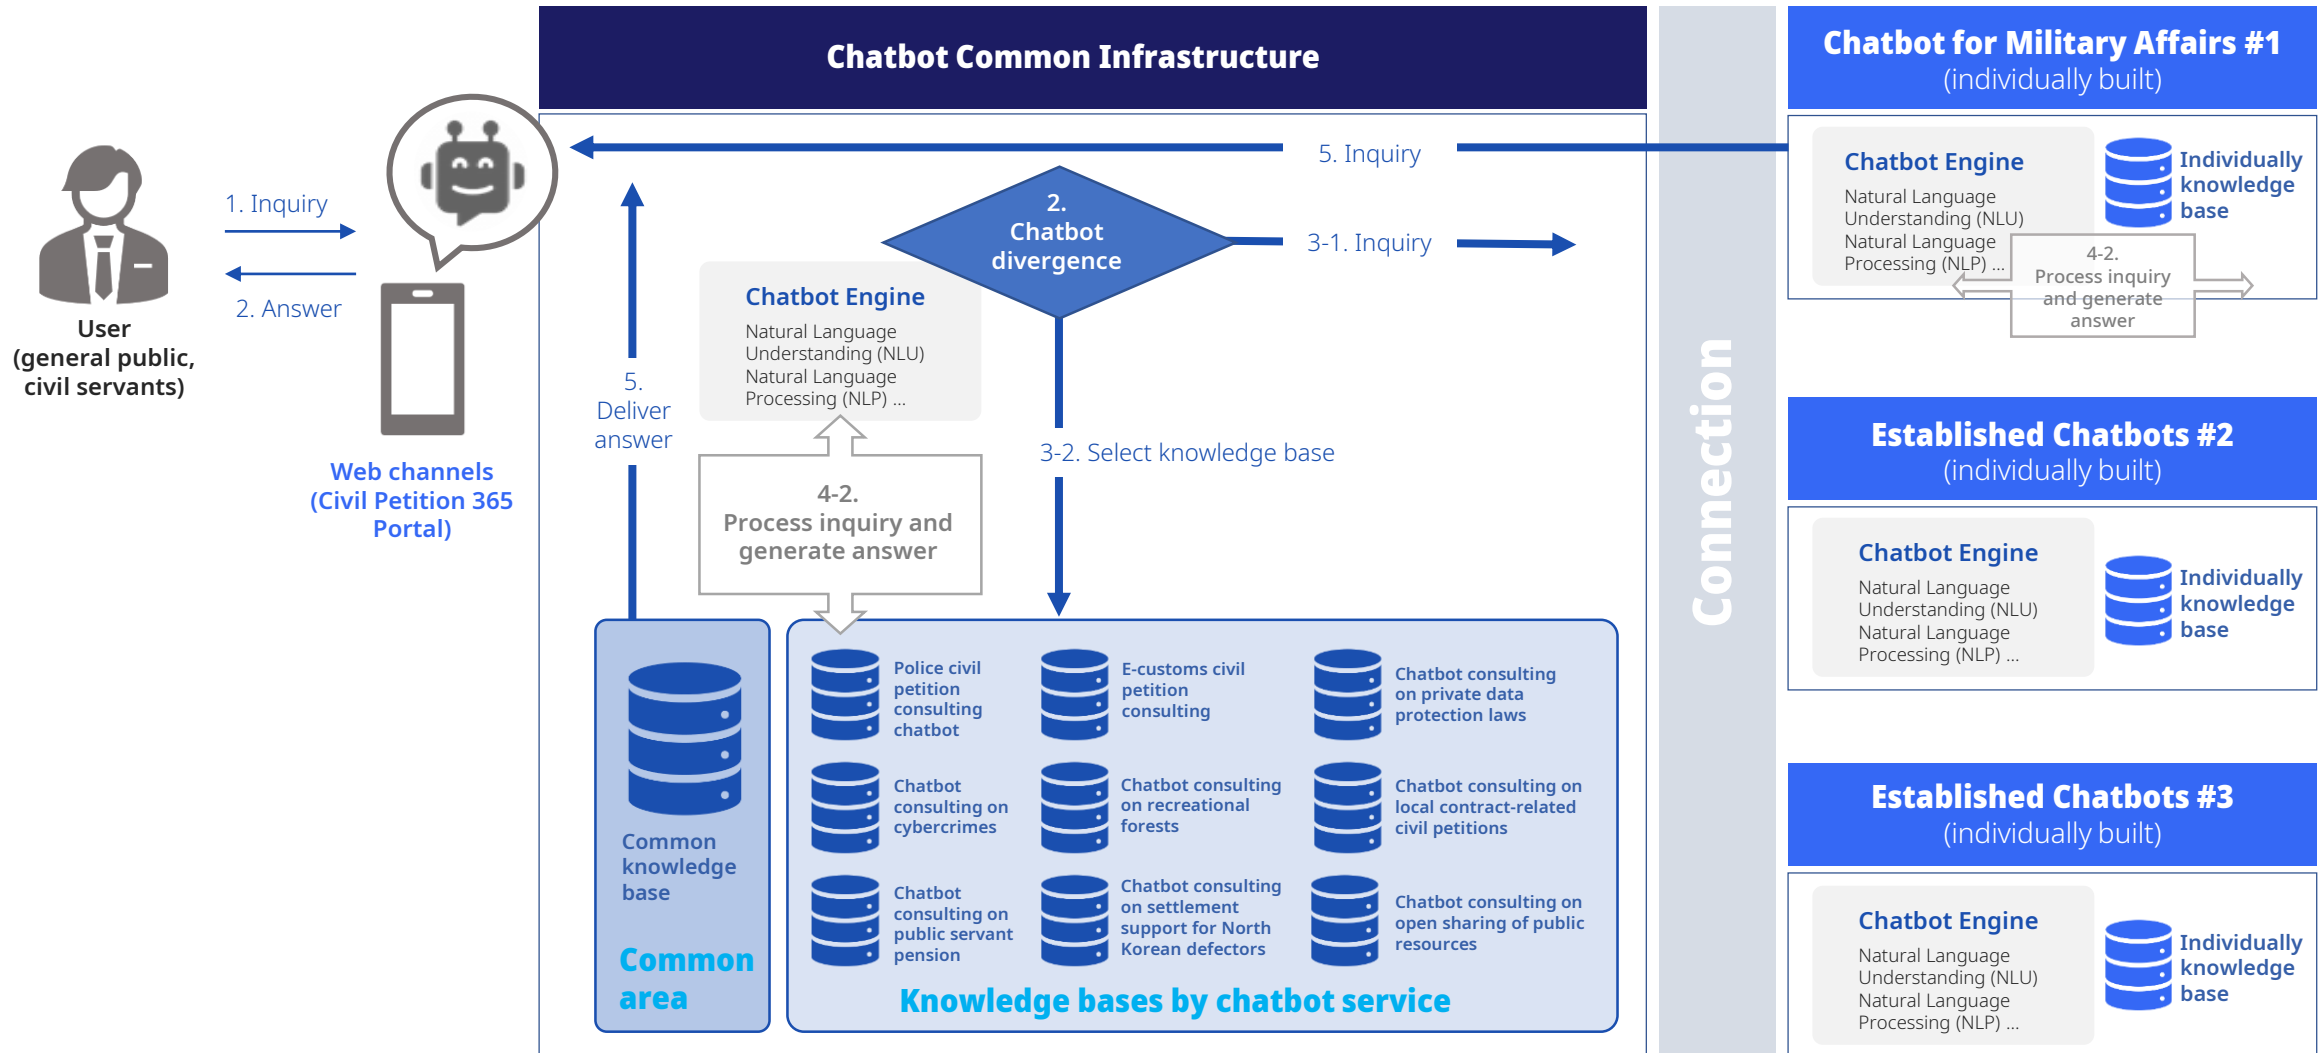 Chatbot Common Infrastructure
1. Inquiry
2. Answer
User
(general public,
civil servants)
Web channels
(Civil Petition 365
Portal)
5. Inquiry
2.
Chatbot
divergence
3-1. Inquiry
Chatbot Engine
Natural Language
Understanding (NLU)
Natural Language
Processing (NLP) ...
5.
Deliver
answer
3-2. Select knowledge base
4-2.
Process inquiry and
generate answer
Common
knowledge
base
Common
area
Police civil
petition
consulting
chatbot
E-customs civil
petition
consulting
Chatbot consulting
on private data
protection laws
Chatbot
consulting on
cybercrimes
Chatbot consulting
on recreational
forests
Chatbot consulting on
local contract-related
civil petitions
Chatbot
consulting on
public servant
pension
Chatbot consulting
on settlement
support for North
Korean defectors
Chatbot consulting on
open sharing of public
resources
Knowledge bases by chatbot service
Connection
Chatbot for Military Affairs #1
(individually built)
Chatbot Engine
Natural Language
Understanding (NLU)
Natural Language
Processing (NLP) ...
Individually
knowledge
base
4-2.
Process inquiry
and generate
answer
Established Chatbots #2
(individually built)
Chatbot Engine
Natural Language
Understanding (NLU)
Natural Language
Processing (NLP) ...
Individually
knowledge
base
Established Chatbots #3
(individually built)
Chatbot Engine
Natural Language
Understanding (NLU)
Natural Language
Processing (NLP) ...
Individually
knowledge
base